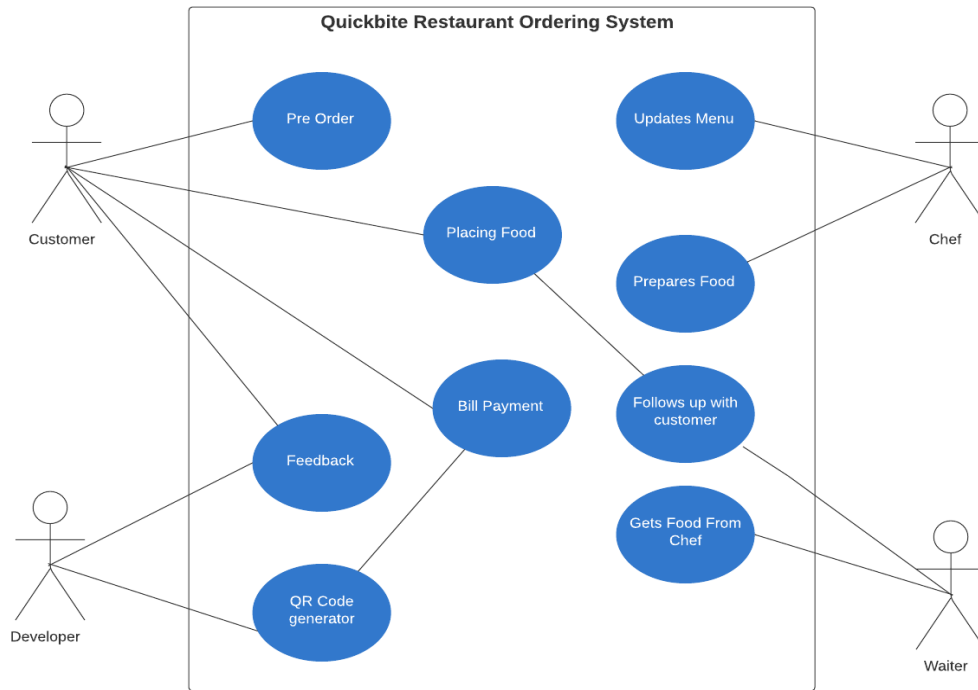 Quickbite Restaurant Ordering System
Pre Order
Updates Menu
Customer
Placing Food
Chef
Prepares Food
Bill Payment
Follows up with
customer
Feedback
Gets Food From
Chef
QR Code
generator
Developer
Waiter